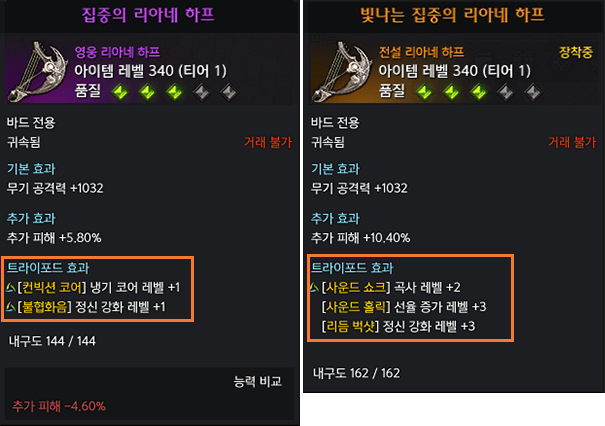 집중의 리아네 하프
영웅 리아네 하프
아이템 레벨 340 (티어 1)
품질
바드 전용
귀속됨
거래 불가
기본 효과
무기 공격력 +1032
추가 효과
추가 피해 +5.80%
트라이포드 효과
[컨빅션 코어] 냉기 코어 레벨 +1
[불협화음] 정신 강화 레벨 +1
내구도 144 / 144
능력 비교
추가 피해 -4.60%
빛나는 집중의 리아네 하프
전설 리아네 하프
장착중
아이템 레벨 340 (티어 1)
품질
바드 전용
귀속됨
거래 불가
기본 효과
무기 공격력 +1032
추가 효과
추가 피해 +10.40%
트라이포드 효과
[사운드 쇼크] 곡사 레벨 +2
[사운드 홀릭] 선율 증가 레벨 +3
[리듬 벅샷] 정신 강화 레벨 +3
내구도 162 / 162